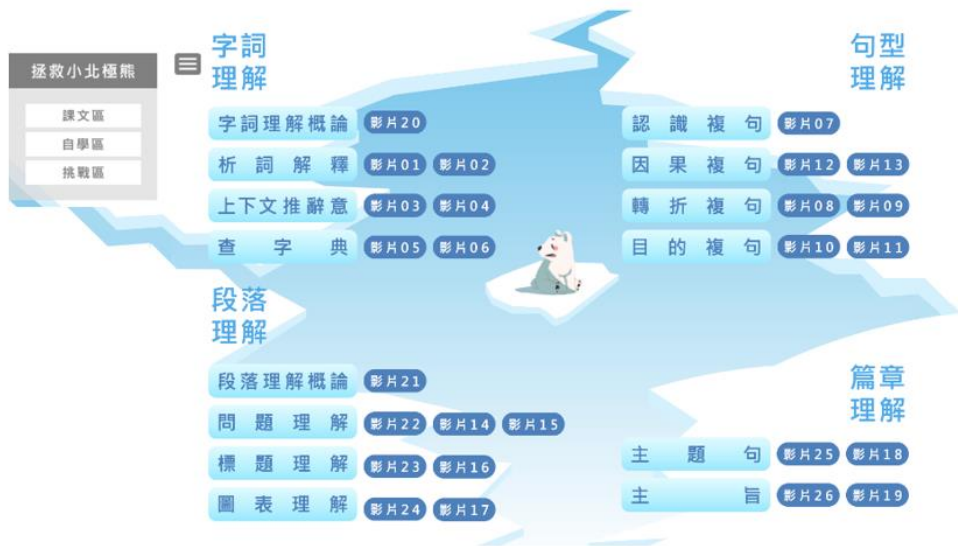 拯救小北極熊
課文區
自學區
挑戰區
字詞
理解
字詞理解概論 影片20
析詞解釋 影片01 影片02
上下文推辭意 影片03 影片04
查字典 影片05 影片06
段落
理解
段落理解概論 影片21
問題理解 影片22 影片14 影片15
標題理解 影片23 影片16
圖表理解 影片24 影片17
句型
理解
認識複句 影片07
因果複句 影片12 影片13
轉折複句 影片08 影片09
目的複句 影片10 影片11
篇章
理解
主題句 影片25 影片18
主旨 影片26 影片19